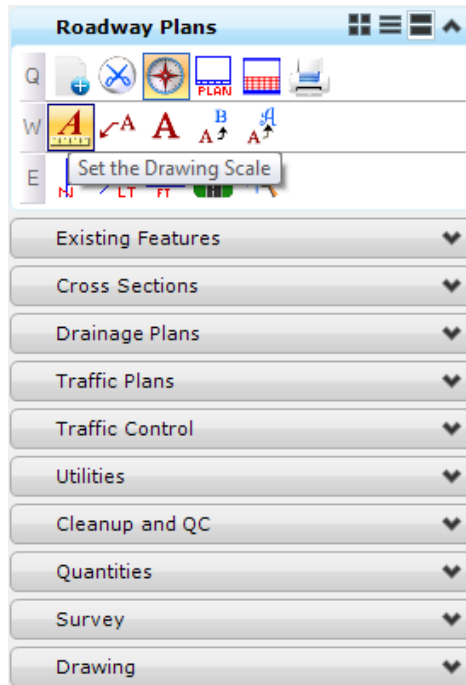 Roadway Plans
Q PLAN
W A A A A B A A
Set the Drawing Scale
E LT FT
Existing Features
Cross Sections
Drainage Plans
Traffic Plans
Traffic Control
Utilities
Cleanup and QC
Quantities
Survey
Drawing